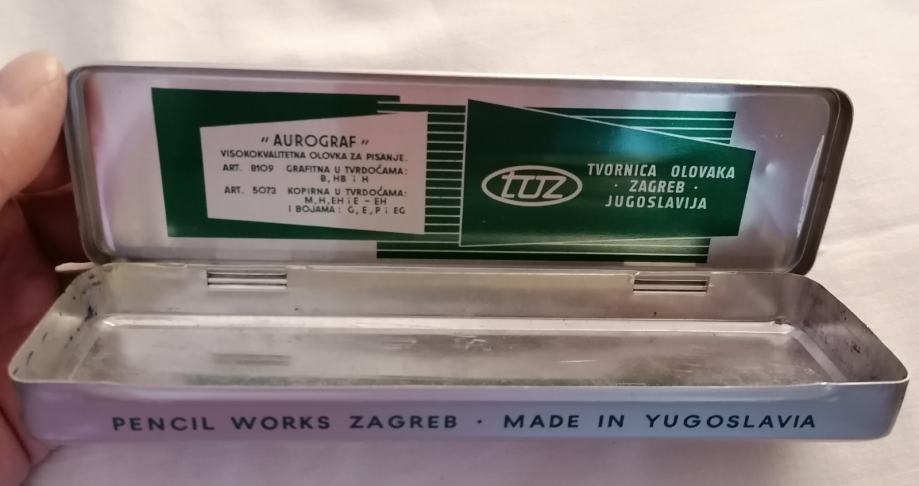 „ AUROGRAF "
VISOKOKVALITETNA OLOVKA ZA PISANJE.
ART. 8109 GRAFITNA U TVRDOĆAMA:
B, HB i H
ART. 5073 KOPIRNA U TVRDOĆAMA:
M, H, EH i E - EH
I BOJAMA: G, E, P i EG
TOZ
TVORNICA OLOVAKA
· ZAGREB ·
JUGOSLAVIJA
PENCIL WORKS ZAGREB · MADE IN YUGOSLAVIA